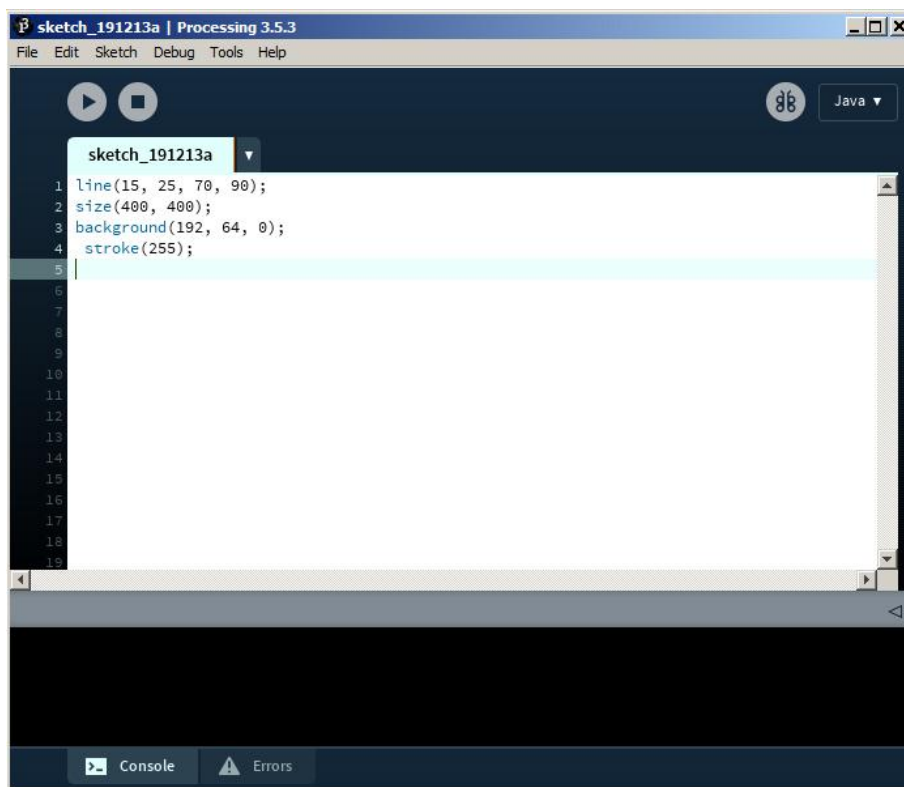 sketch_191213a | Processing 3.5.3
File Edit Sketch Debug Tools Help
Java ▼
sketch_191213a ▼
1 line(15, 25, 70, 90);
2 size(400, 400);
3 background(192, 64, 0);
4 stroke(255);
5
6
7
8
9
10
11
12
13
14
15
16
17
18
19
Console Errors